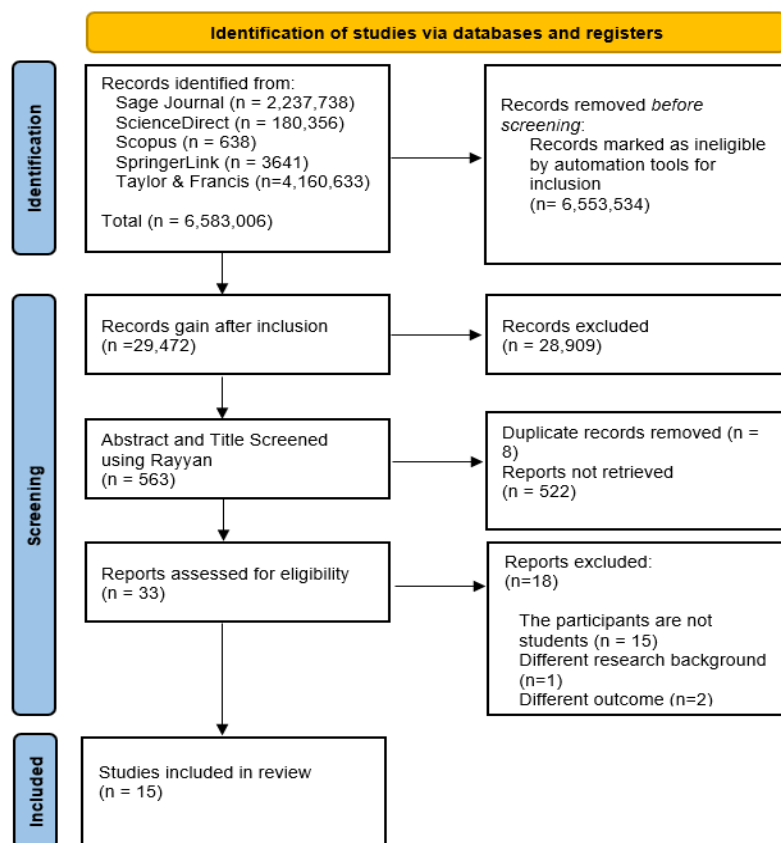 Identification of studies via databases and registers
Identification
Records identified from:
Sage Journal (n = 2,237,738)
ScienceDirect (n = 180,356)
Scopus (n = 638)
SpringerLink (n = 3641)
Taylor & Francis (n=4,160,633)
Total (n = 6,583,006)
Records removed before
screening:
Records marked as ineligible
by automation tools for
inclusion
(n= 6,553,534)
Screening
Records gain after inclusion
(n =29,472)
Records excluded
(n = 28,909)
Abstract and Title Screened
using Rayyan
(n = 563)
Duplicate records removed (n =
8)
Reports not retrieved
(n = 522)
Reports assessed for eligibility
(n = 33)
Reports excluded:
(n=18)
The participants are not
students (n = 15)
Different research background
(n=1)
Different outcome (n=2)
Included
Studies included in review
(n = 15)